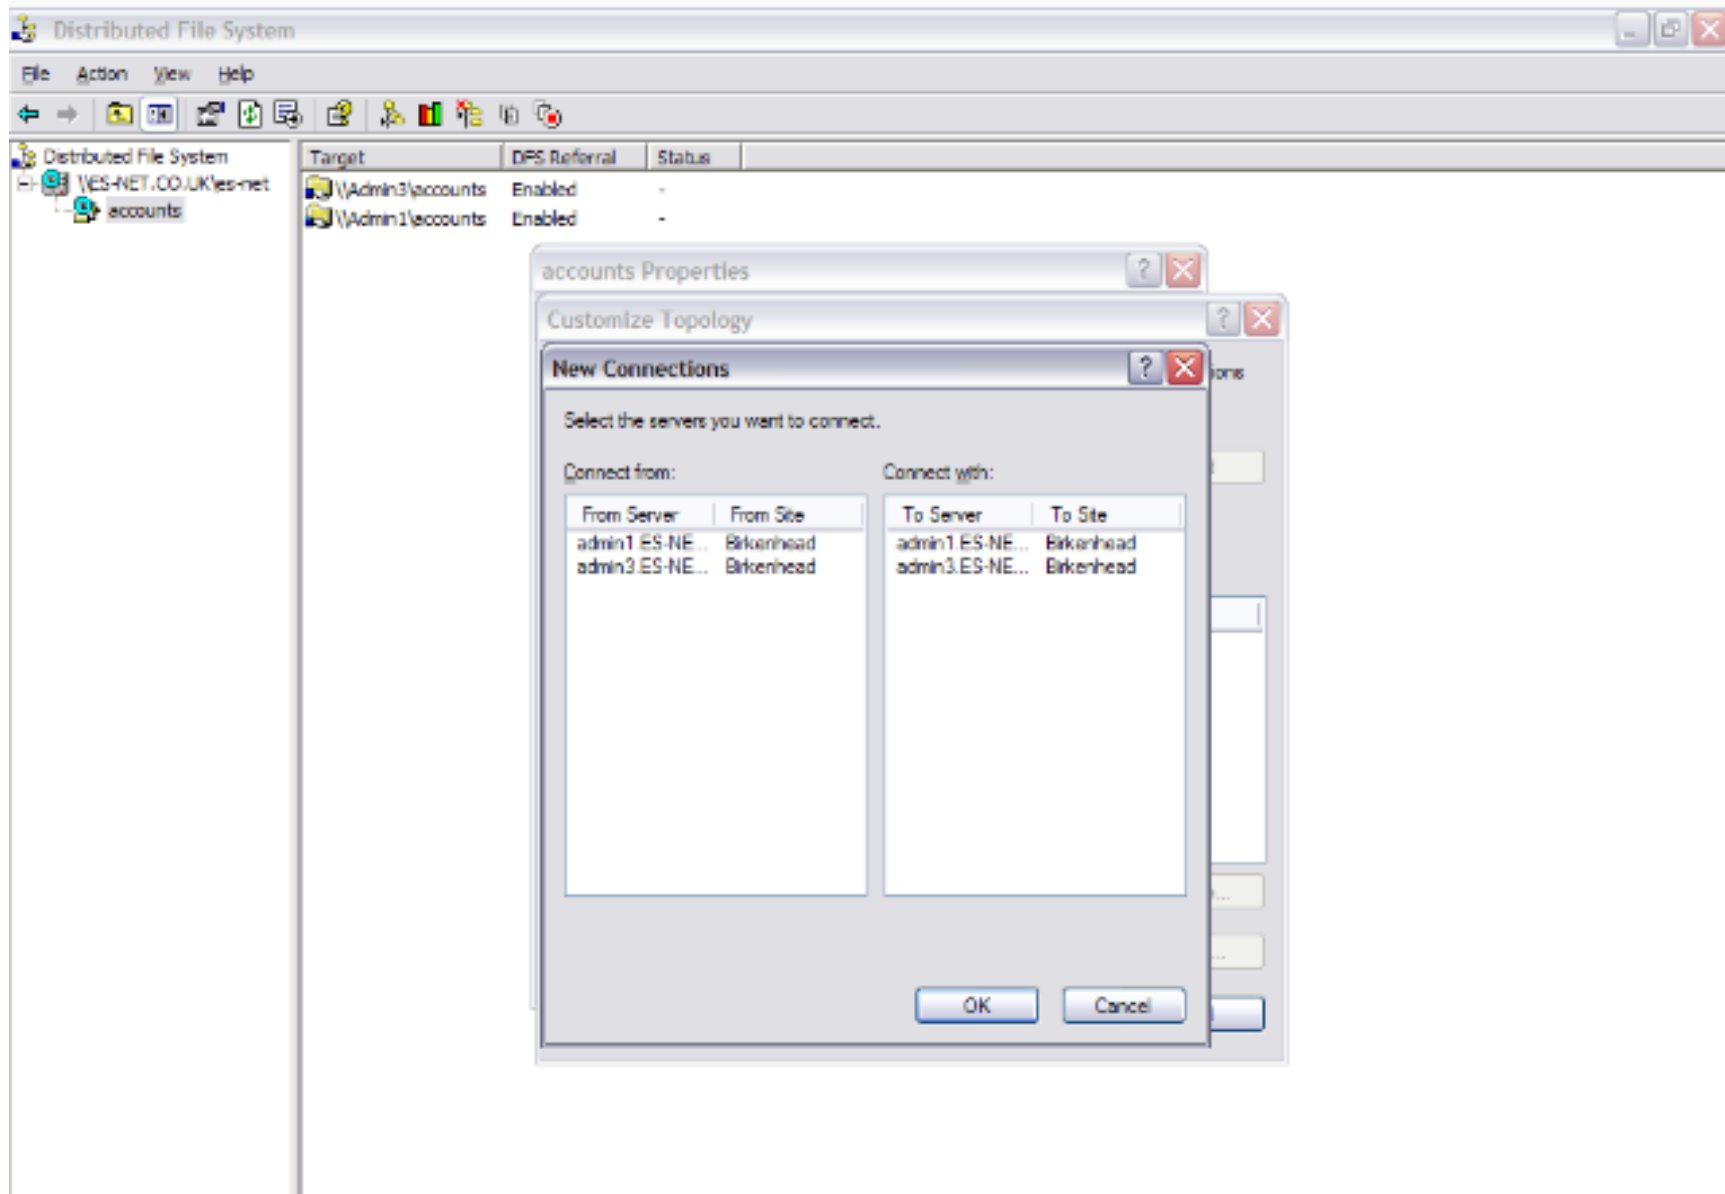 Distributed File System
File Action View Help
Distributed File System
\\ES-NET.CO.UK\es-net
accounts
Target DFS Referral Status
\\Admin3\accounts Enabled -
\\Admin1\accounts Enabled -
accounts Properties
Customize Topology
New Connections
ions
Select the servers you want to connect.
Connect from: Connect with:
From Server From Site To Server To Site
admin1.ES-NE... Birkenhead admin1.ES-NE... Birkenhead
admin3.ES-NE... Birkenhead admin3.ES-NE... Birkenhead
OK Cancel